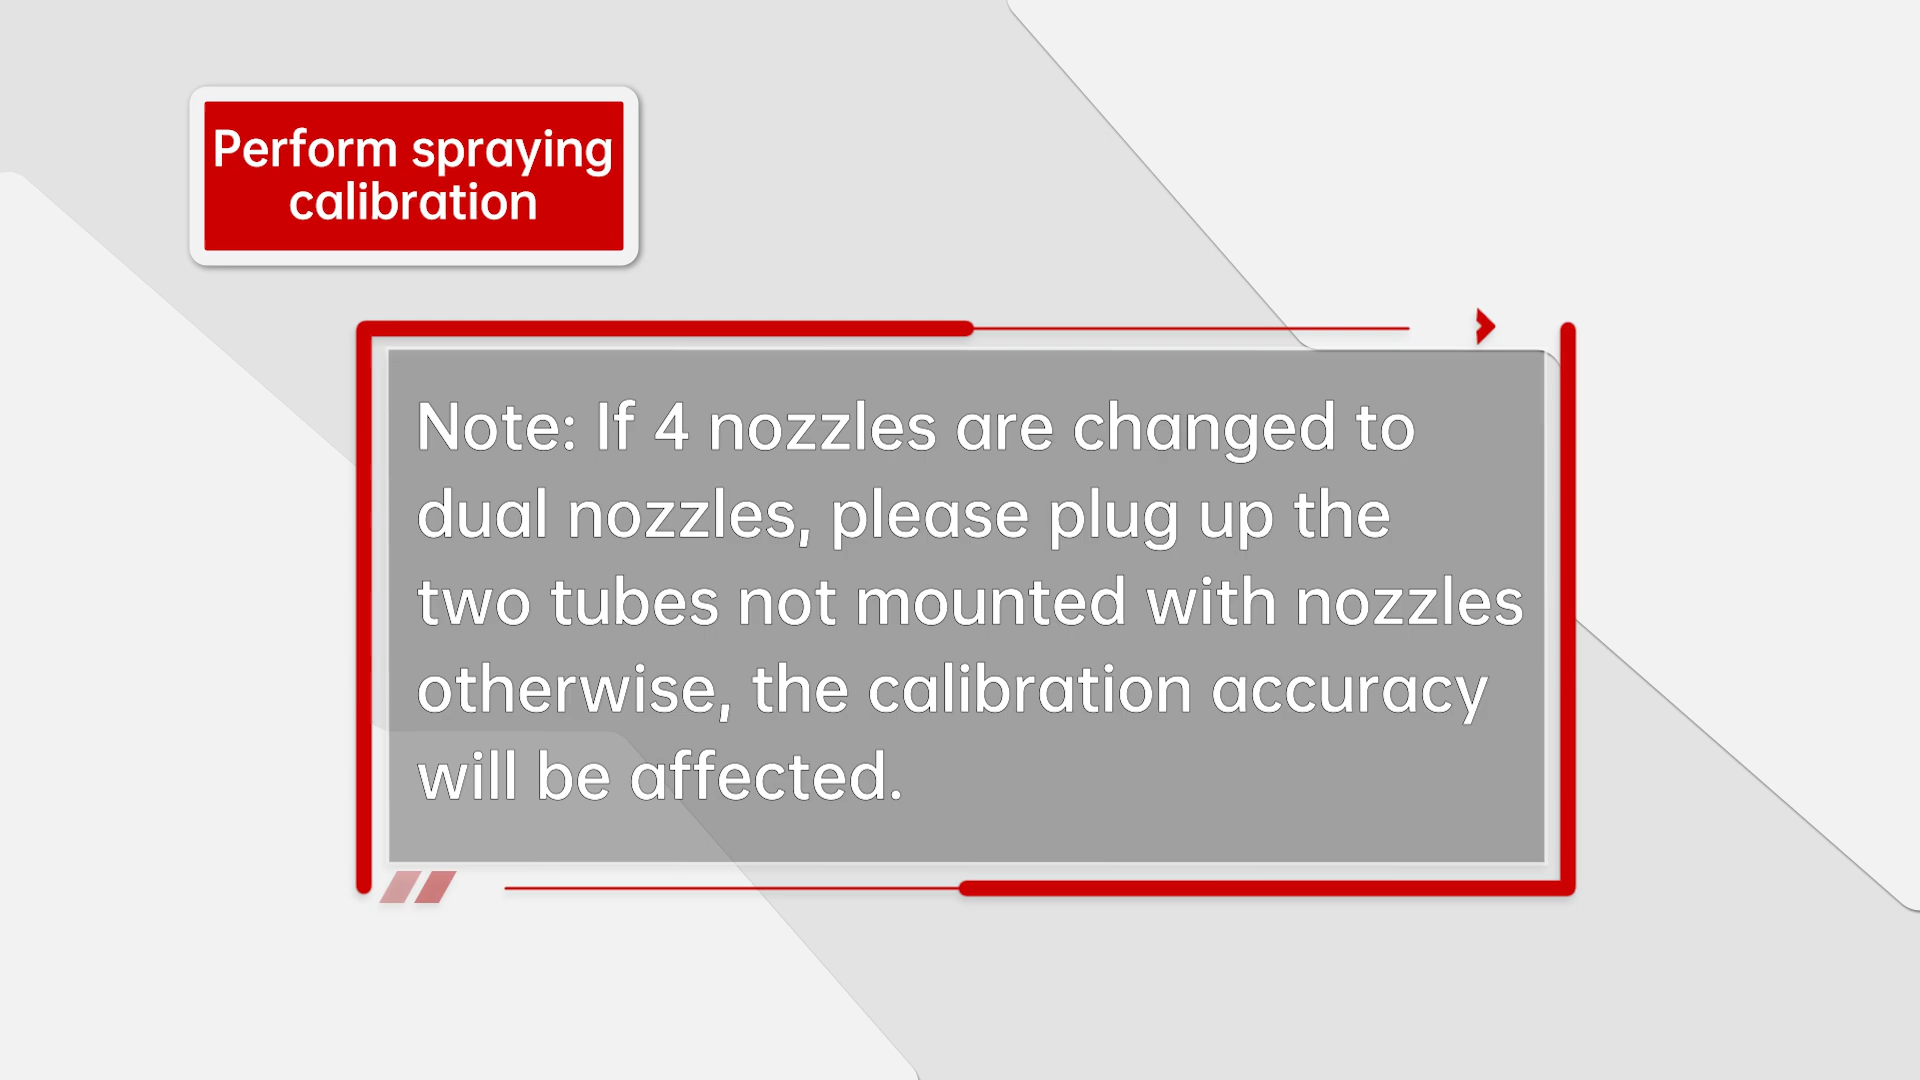 Perform spraying
calibration
Note: If 4 nozzles are changed to
dual nozzles, please plug up the
two tubes not mounted with nozzles
otherwise, the calibration accuracy
will be affected.